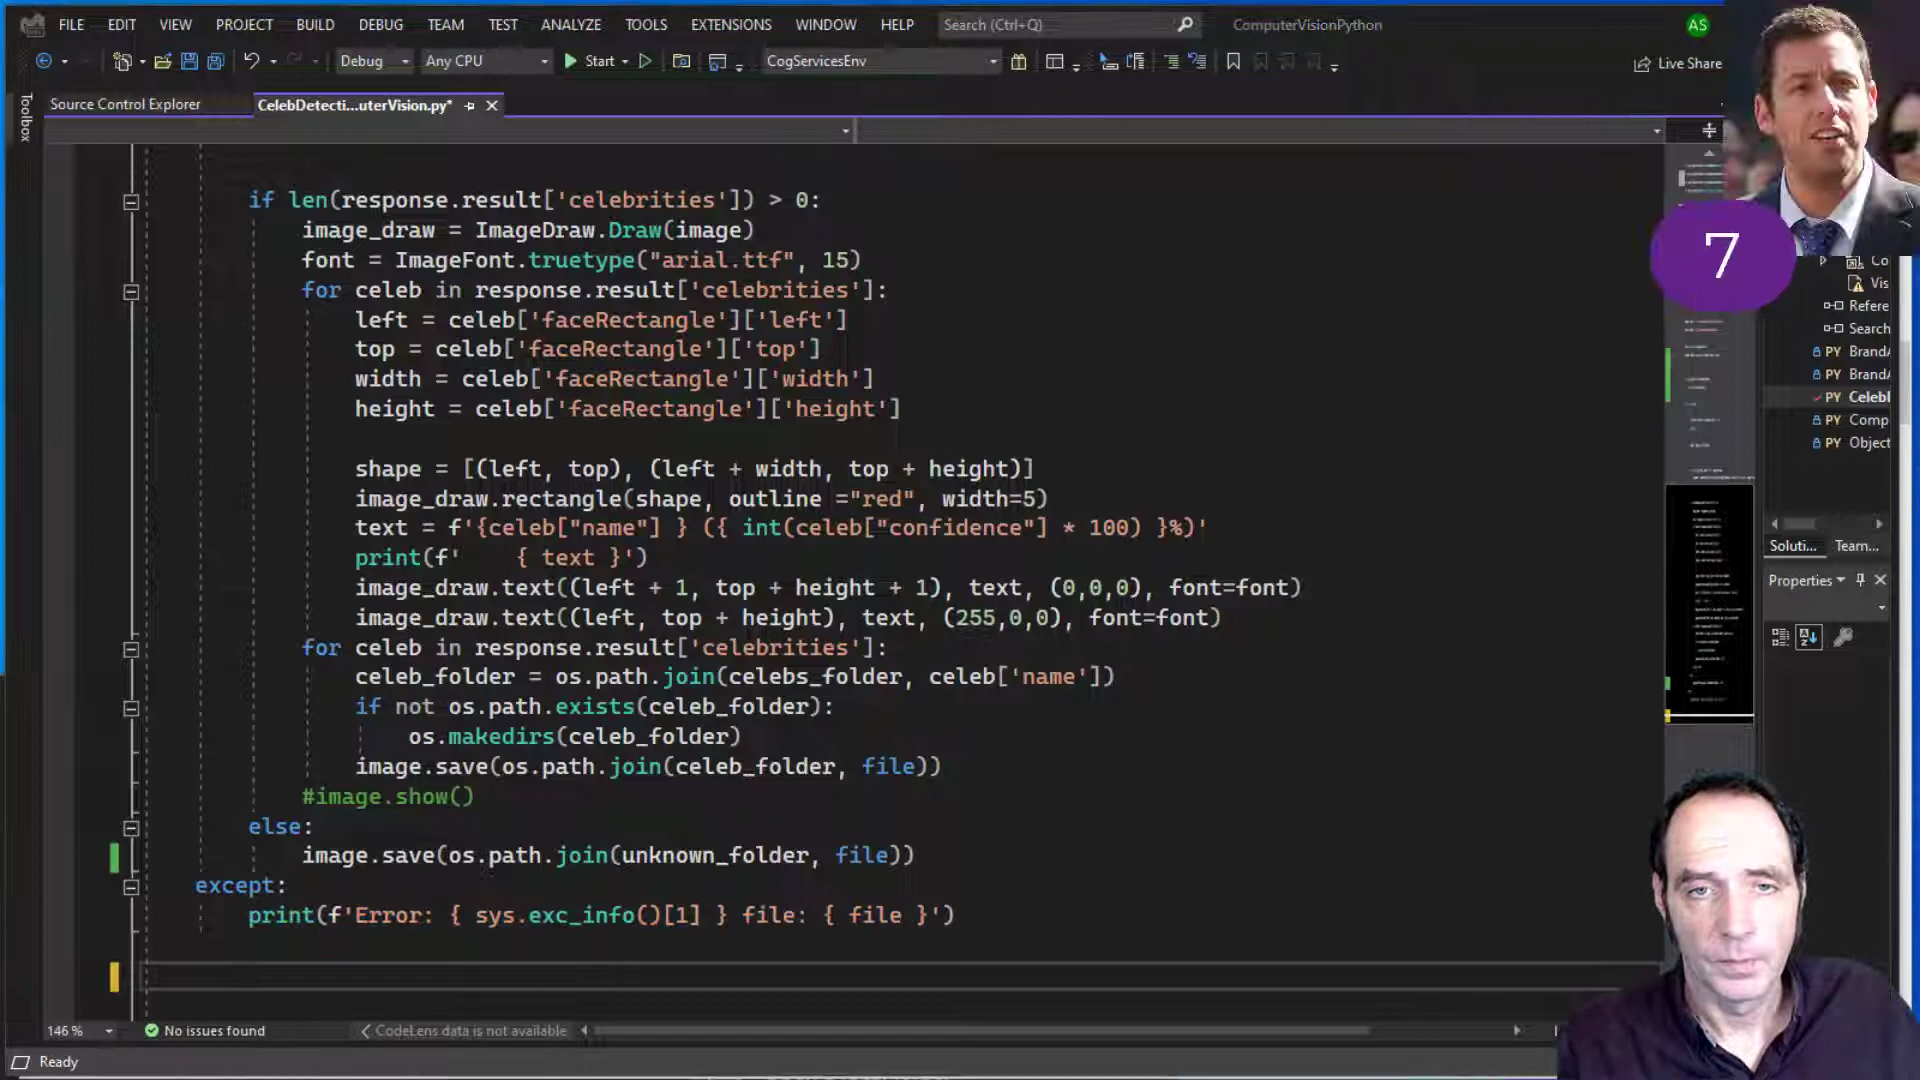 FILE EDIT VIEW PROJECT BUILD DEBUG TEAM TEST ANALYZE TOOLS EXTENSIONS WINDOW HELP Search (Ctrl+Q) ComputerVisionPython AS
Debug Any CPU Start CogServicesEnv Live Share
Toolbox
Source Control Explorer CelebDetecti...uterVision.py*
if len(response.result['celebrities']) > 0:
image_draw = ImageDraw.Draw(image)
font = ImageFont.truetype("arial.ttf", 15)
for celeb in response.result['celebrities']:
left = celeb['faceRectangle']['left']
top = celeb['faceRectangle']['top']
width = celeb['faceRectangle']['width']
height = celeb['faceRectangle']['height']
shape = [(left, top), (left + width, top + height)]
image_draw.rectangle(shape, outline ="red", width=5)
text = f'{celeb["name"] } ({ int(celeb["confidence"] * 100) }%)'
print(f'    { text }')
image_draw.text((left + 1, top + height + 1), text, (0,0,0), font=font)
image_draw.text((left, top + height), text, (255,0,0), font=font)
for celeb in response.result['celebrities']:
celeb_folder = os.path.join(celebs_folder, celeb['name'])
if not os.path.exists(celeb_folder):
os.makedirs(celeb_folder)
image.save(os.path.join(celeb_folder, file))
#image.show()
else:
image.save(os.path.join(unknown_folder, file))
except:
print(f'Error: { sys.exc_info()[1] } file: { file }')
7
Co
Vis
Refere
Search
PY BrandA
PY BrandA
PY Celeb
PY Comp
PY Object
Soluti... Team...
Properties
146 % No issues found CodeLens data is not available
Ready